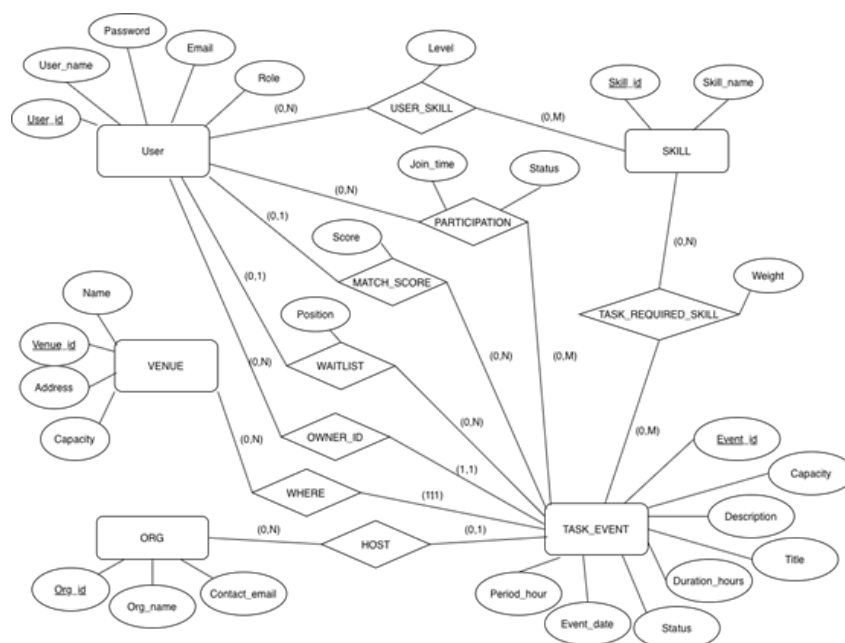 Password
Level
Email
User_name
Role
Skill_id
Skill_name
(0,N)
USER_SKILL
User_id
(0,M)
User
SKILL
Join_time
Status
(0,N)
PARTICIPATION
(0,1)
Score
(0,N)
(0,1)
MATCH_SCORE
Weight
Name
Position
TASK_REQUIRED_SKILL
Venue_id
(0,N)
(0,M)
VENUE
(0,N)
WAITLIST
Address
(0,N)
Capacity
(0,M)
(0,N)
OWNER_ID
Event_id
(1,1)
Capacity
WHERE
(1|1)
Description
ORG
(0,N)
(0,1)
TASK_EVENT
HOST
Title
Org_id
Contact_email
Duration_hours
Org_name
Period_hour
Event_date
Status